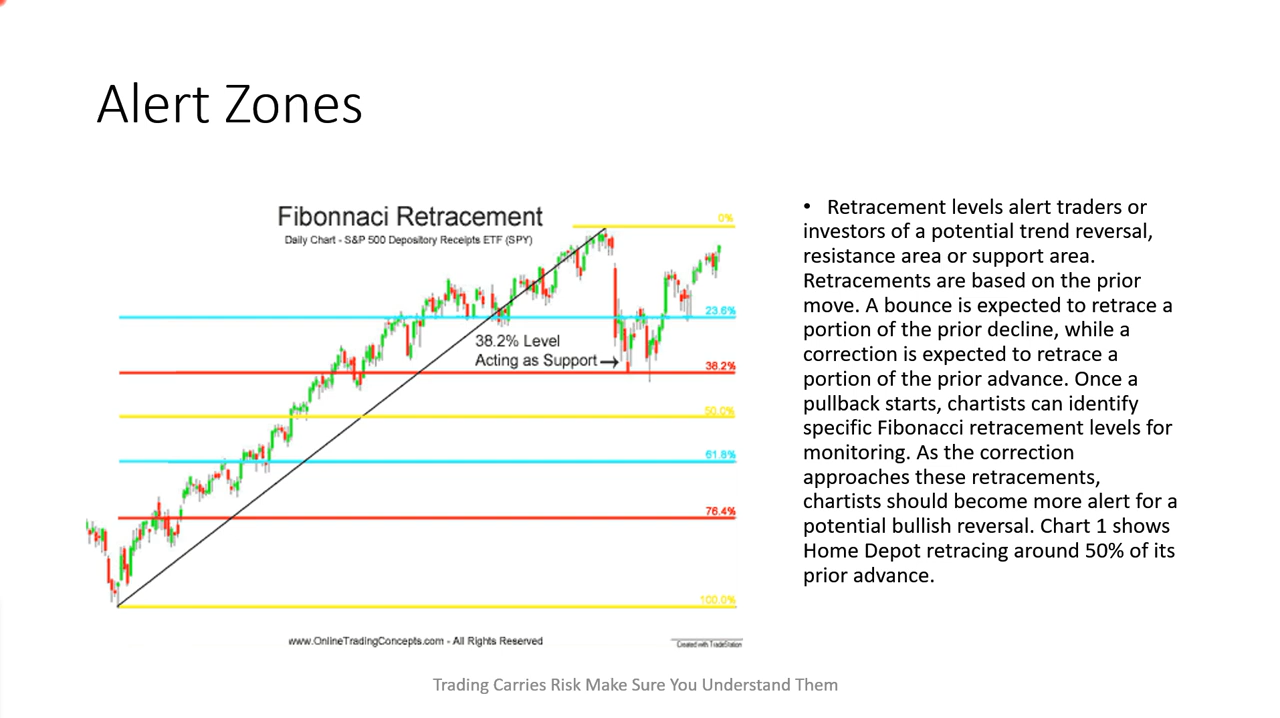 Alert Zones
Fibonnaci Retracement
Daily Chart - S&P 500 Depository Receipts ETF (SPY)
0%
23.6%
38.2% Level
Acting as Support
38.2%
50.0%
61.8%
76.4%
100.0%
www.OnlineTradingConcepts.com - All Rights Reserved
Created with TradeStation
• Retracement levels alert traders or
investors of a potential trend reversal,
resistance area or support area.
Retracements are based on the prior
move. A bounce is expected to retrace a
portion of the prior decline, while a
correction is expected to retrace a
portion of the prior advance. Once a
pullback starts, chartists can identify
specific Fibonacci retracement levels for
monitoring. As the correction
approaches these retracements,
chartists should become more alert for a
potential bullish reversal. Chart 1 shows
Home Depot retracing around 50% of its
prior advance.
Trading Carries Risk Make Sure You Understand Them